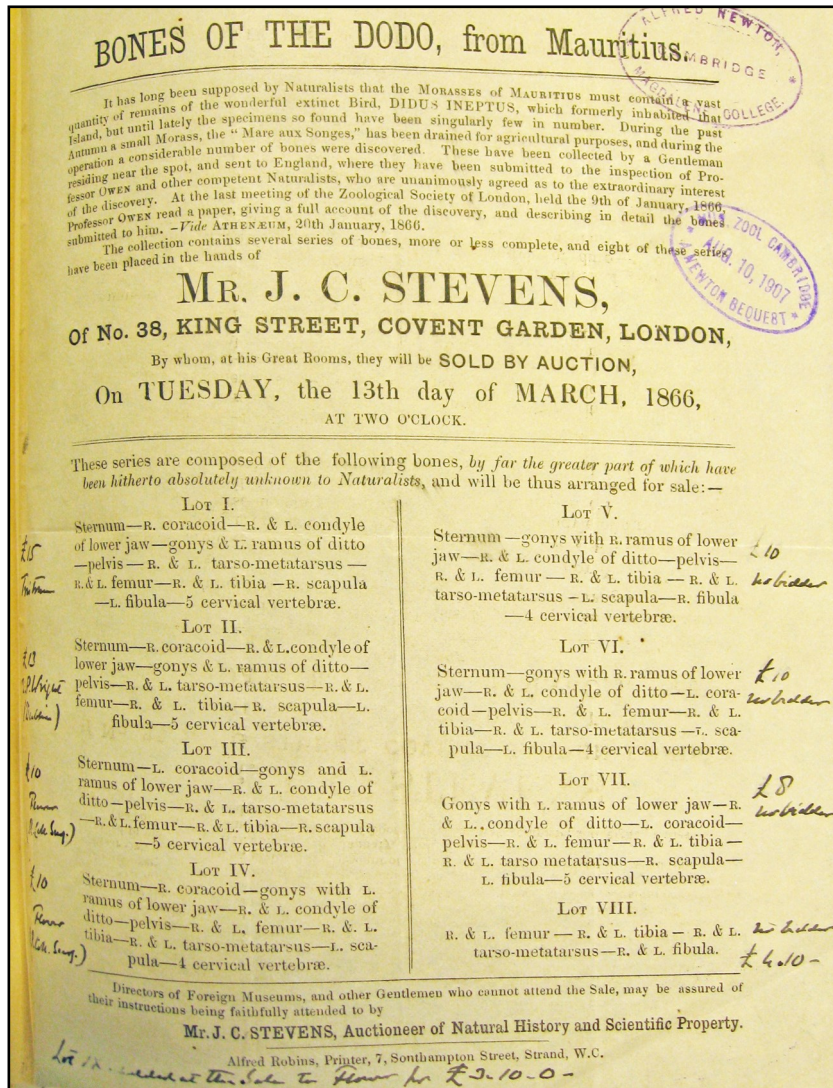 BONES OF THE DODO, from Mauritius.
ALFRED NEWTON,
CAMBRIDGE
MAGDALENE COLLEGE.
It has long been supposed by Naturalists that the MORASSES of MAURITIUS must contain a vast
quantity of remains of the wonderful extinct Bird, DIDUS INEPTUS, which formerly inhabited that
Island, but until lately the specimens so found have been singularly few in number. During the past
Autumn a small Morass, the "Mare aux Songes," has been drained for agricultural purposes, and during the
operation a considerable number of bones were discovered. These have been collected by a Gentleman
residing near the spot, and sent to England, where they have been submitted to the inspection of Pro-
fessor OWEN and other competent Naturalists, who are unanimously agreed as to the extraordinary interest
of the discovery. At the last meeting of the Zoological Society of London, held the 9th of January, 1866,
Professor OWEN read a paper, giving a full account of the discovery, and describing in detail the bones
submitted to him. —Vide ATHENÆUM, 20th January, 1866.
The collection contains several series of bones, more or less complete, and eight of these series
have been placed in the hands of
MUS. ZOOL. CAMBRIDGE
AUG. 10, 1907
NEWTON BEQUEST
MR. J. C. STEVENS,
Of No. 38, KING STREET, COVENT GARDEN, LONDON,
By whom, at his Great Rooms, they will be SOLD BY AUCTION,
On TUESDAY, the 13th day of MARCH, 1866,
AT TWO O'CLOCK.
These series are composed of the following bones, by far the greater part of which have
been hitherto absolutely unknown to Naturalists, and will be thus arranged for sale:—
LOT I.
Sternum—R. coracoid—R. & L. condyle
of lower jaw—gonys & L. ramus of ditto
—pelvis — R. & L. tarso-metatarsus —
R. & L. femur—R. & L. tibia —R. scapula
—L. fibula—5 cervical vertebræ.
£15
LOT II.
Sternum—R. coracoid—R. & L. condyle of
lower jaw—gonys & L. ramus of ditto—
pelvis—R. & L. tarso-metatarsus—R. & L.
femur—R. & L. tibia—R. scapula—L.
fibula—5 cervical vertebræ.
£13
Wright
(Dublin)
LOT III.
Sternum—L. coracoid—gonys and L.
ramus of lower jaw—R. & L. condyle of
ditto—pelvis—R. & L. tarso-metatarsus
—R. & L. femur—R. & L. tibia—R. scapula
—5 cervical vertebræ.
£10
Flower
LOT IV.
Sternum—R. coracoid—gonys with L.
ramus of lower jaw—R. & L. condyle of
ditto—pelvis—R. & L. femur—R. & L.
tibia—R. & L. tarso-metatarsus—L. sca-
pula—4 cervical vertebræ.
£10
Flower
LOT V.
Sternum —gonys with R. ramus of lower
jaw—R. & L. condyle of ditto—pelvis—
R. & L. femur — R. & L. tibia — R. & L.
tarso-metatarsus – L. scapula—R. fibula
—4 cervical vertebræ.
£10
no bidder
LOT VI.
Sternum—gonys with R. ramus of lower
jaw—R. & L. condyle of ditto—L. cora-
coid—pelvis—R. & L. femur—R. & L.
tibia—R. & L. tarso-metatarsus —L. sca-
pula—L. fibula—4 cervical vertebræ.
£10
no bidder
LOT VII.
Gonys with L. ramus of lower jaw—R.
& L. condyle of ditto—L. coracoid—
pelvis—R. & L. femur—R. & L. tibia —
R. & L. tarso metatarsus—R. scapula—
L. fibula—5 cervical vertebræ.
£8
no bidder
LOT VIII.
R. & L. femur — R. & L. tibia — R. & L.
tarso-metatarsus—R. & L. fibula.
no bidder
£4.10-
Directors of Foreign Museums, and other Gentlemen who cannot attend the Sale, may be assured of
their instructions being faithfully attended to by
Mr. J. C. STEVENS, Auctioneer of Natural History and Scientific Property.
Alfred Robins, Printer, 7, Southampton Street, Strand, W.C.
Lot at the Sale to Flower for £3-10-0-